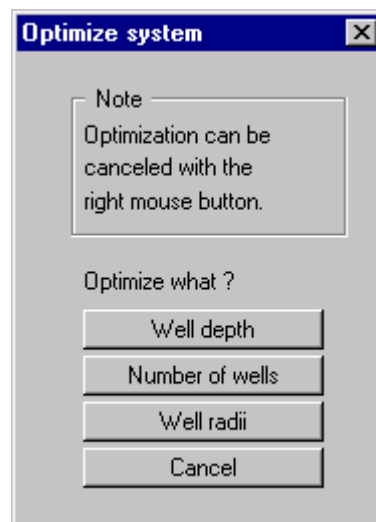 Optimize system
Note
Optimization can be
canceled with the
right mouse button.
Optimize what ?
Well depth
Number of wells
Well radii
Cancel